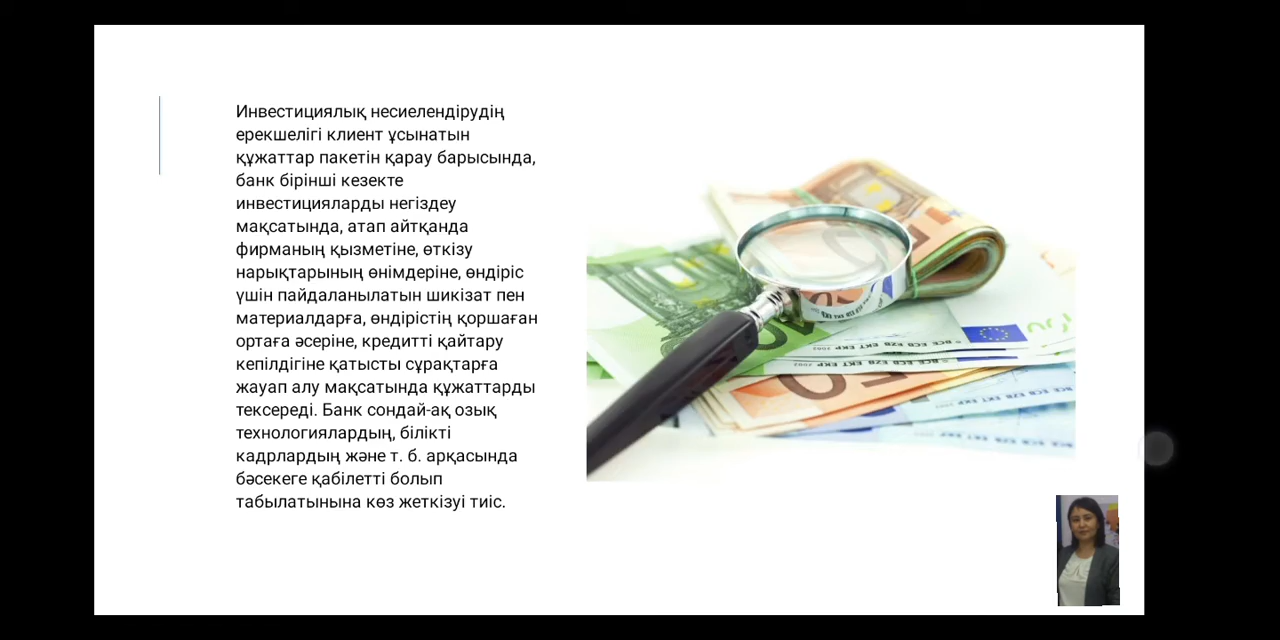 Инвестициялық несиелендірудің
ерекшелігі клиент ұсынатын
құжаттар пакетін қарау барысында,
банк бірінші кезекте
инвестицияларды негіздеу
мақсатында, атап айтқанда
фирманың қызметіне, өткізу
нарықтарының өнімдеріне, өндіріс
үшін пайдаланылатын шикізат пен
материалдарға, өндірістің қоршаған
ортаға әсеріне, кредитті қайтару
кепілдігіне қатысты сұрақтарға
жауап алу мақсатында құжаттарды
тексереді. Банк сондай-ақ озық
технологиялардың, білікті
кадрлардың және т. б. арқасында
бәсекеге қабілетті болып
табылатынына көз жеткізуі тиіс.